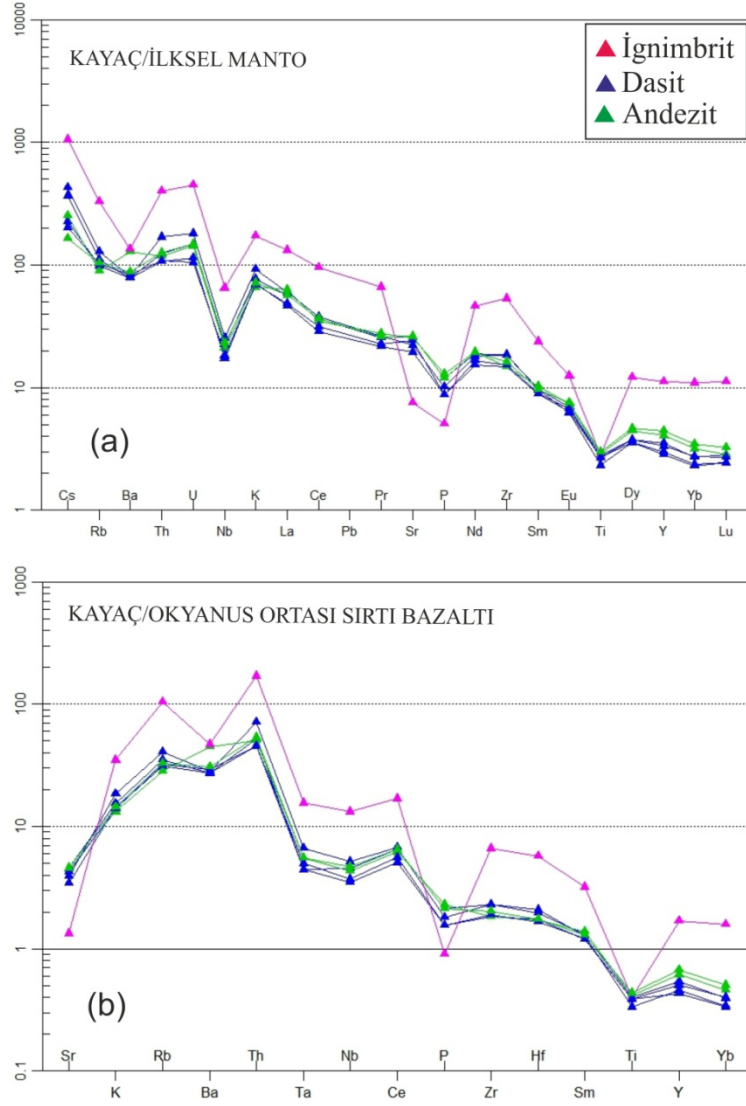 10000
KAYAÇ/İLKSEL MANTO
İgnimbrit
Dasit
Andezit
1000
100
10
(a)
1
Cs Ba U K Ce Pr P Zr Eu Dy Yb
Rb Th Nb La Pb Sr Nd Sm Ti Y Lu
1000
KAYAÇ/OKYANUS ORTASI SIRTI BAZALTI
100
10
1
(b)
0.1
Sr Rb Th Nb P Hf Ti Yb
K Ba Ta Ce Zr Sm Y